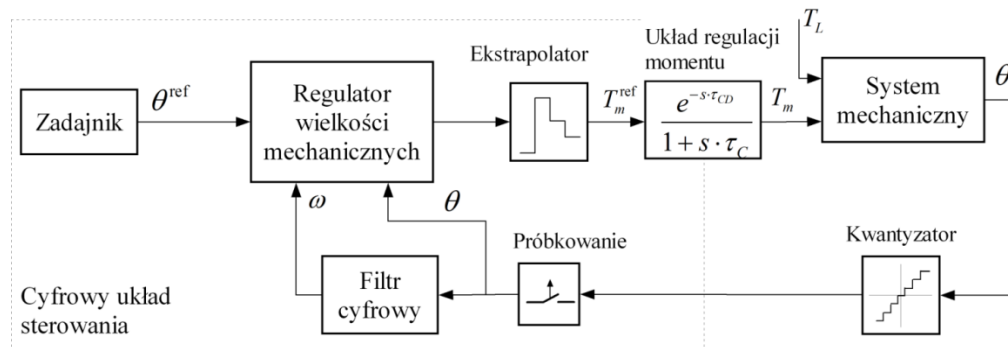 Zadajnik
θ^ref
Regulator
wielkości
mechanicznych
Ekstrapolator
T_m^ref
Układ regulacji
momentu
e^{-s·τ_CD}
1 + s·τ_C
T_m
T_L
System
mechaniczny
θ
ω
θ
Próbkowanie
Kwantyzator
Filtr
cyfrowy
Cyfrowy układ
sterowania